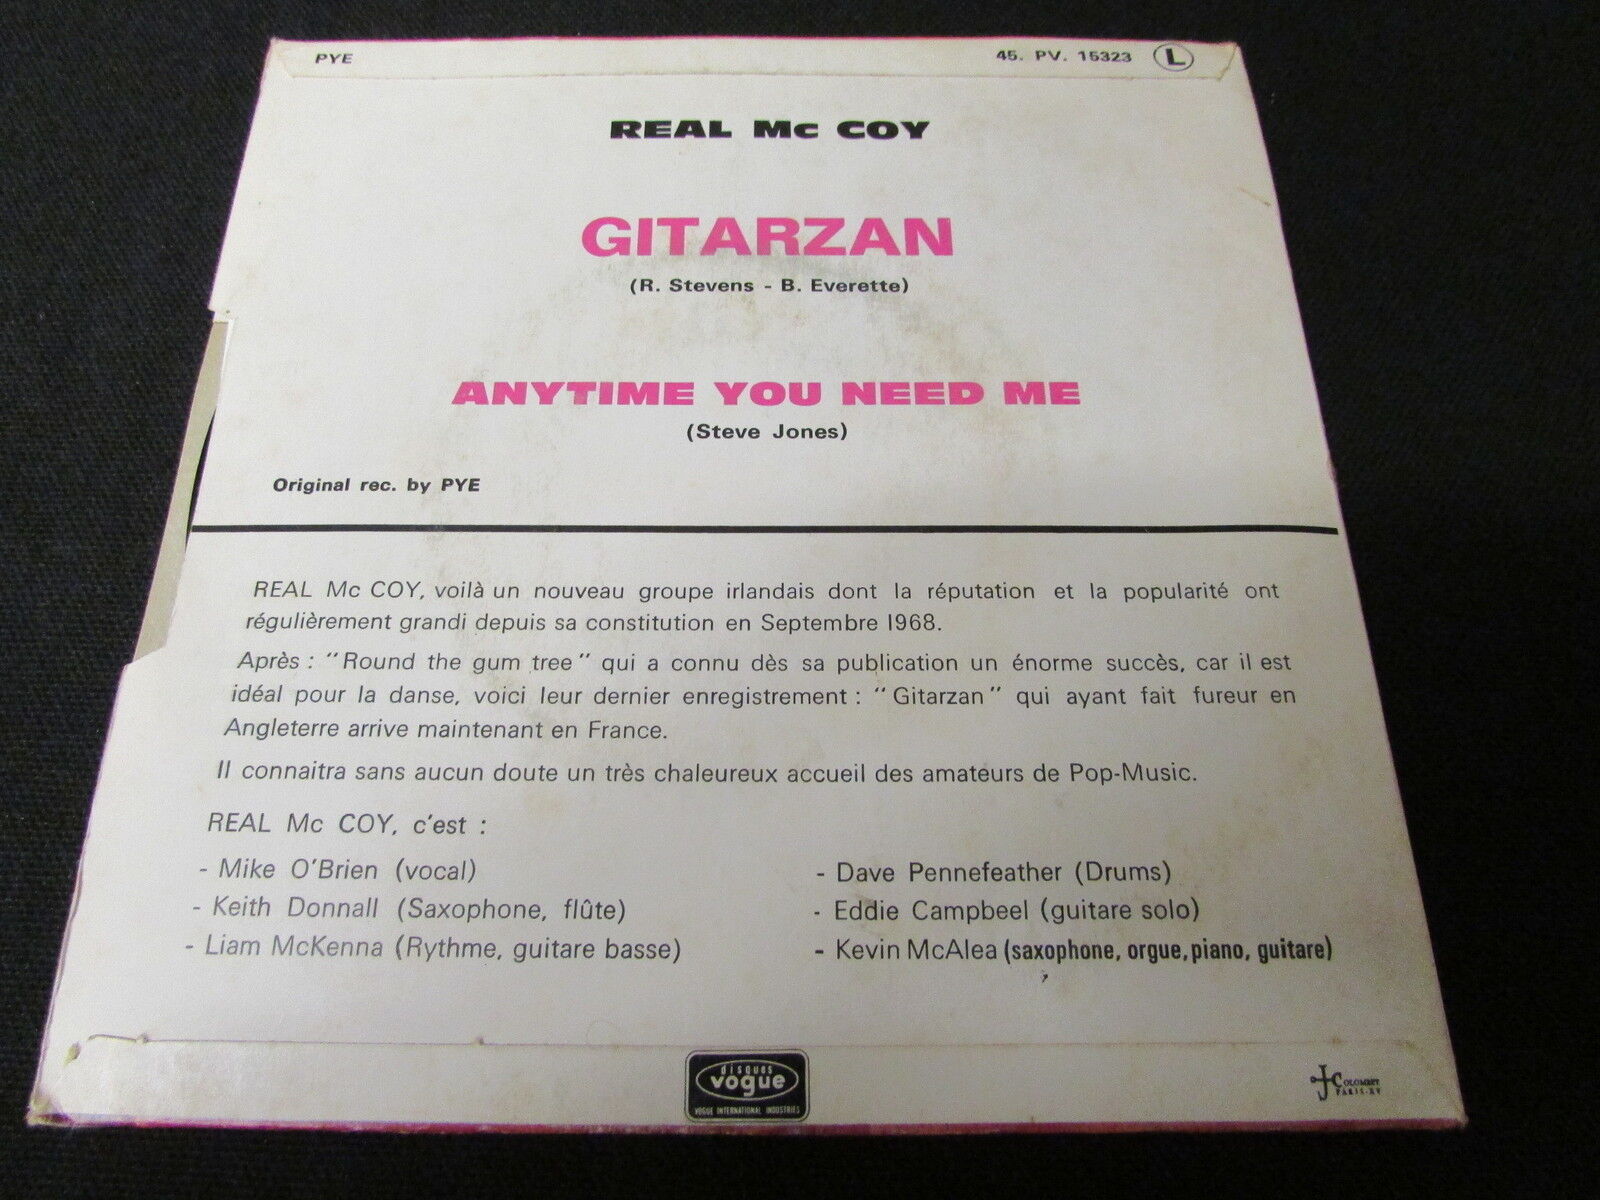 PYE
45. PV. 15323 L
REAL Mc COY
GITARZAN
(R. Stevens - B. Everette)
ANYTIME YOU NEED ME
(Steve Jones)
Original rec. by PYE
REAL Mc COY, voilà un nouveau groupe irlandais dont la réputation et la popularité ont
régulièrement grandi depuis sa constitution en Septembre 1968.
Après : "Round the gum tree" qui a connu dès sa publication un énorme succès, car il est
idéal pour la danse, voici leur dernier enregistrement : "Gitarzan" qui ayant fait fureur en
Angleterre arrive maintenant en France.
Il connaitra sans aucun doute un très chaleureux accueil des amateurs de Pop-Music.
REAL Mc COY, c'est :
- Mike O'Brien (vocal)
- Keith Donnall (Saxophone, flûte)
- Liam McKenna (Rythme, guitare basse)
- Dave Pennefeather (Drums)
- Eddie Campbeel (guitare solo)
- Kevin McAlea (saxophone, orgue, piano, guitare)
disques
vogue
VOGUE INTERNATIONAL INDUSTRIES
J COLOMBET
PARIS-XV